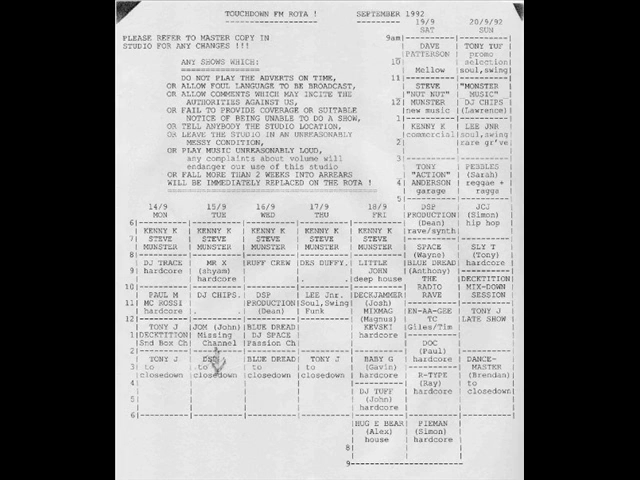 TOUCHDOWN FM ROTA ! SEPTEMBER 1992
19/9 20/9/92
SAT SUN
PLEASE REFER TO MASTER COPY IN
STUDIO FOR ANY CHANGES !!!
ANY SHOWS WHICH:
DO NOT PLAY THE ADVERTS ON TIME,
OR ALLOW FOUL LANGUAGE TO BE BROADCAST,
OR ALLOW COMMENTS WHICH MAY INCITE THE
AUTHORITIES AGAINST US,
OR FAIL TO PROVIDE COVERAGE OR SUITABLE
NOTICE OF BEING UNABLE TO DO A SHOW,
OR TELL ANYBODY THE STUDIO LOCATION,
OR LEAVE THE STUDIO IN AN UNREASONABLY
MESSY CONDITION,
OR PLAY MUSIC UNREASONABLY LOUD,
any complaints about volume will
endanger our use of this studio
OR FALL MORE THAN 2 WEEKS INTO ARREARS
WILL BE IMMEDIATELY REPLACED ON THE ROTA !
9am
DAVE TONY TUF
PATTERSON promo
10 selection
Mellow soul,swing
11
STEVE "MONSTER
"NUT NUT" MUSIC"
12 MUNSTER DJ CHIPS
new music (Lawrence)
1
KENNY K LEE JNR
commercial soul,swing
2 rare gr've
3
TONY PEBBLES
"ACTION" (Sarah)
4 ANDERSON reggae +
garage ragga
5
14/9 15/9 16/9 17/9 18/9
MON TUE WED THU FRI
DSP JCJ
PRODUCTION (Simon)
(Dean) hip hop
rave/synth
6
KENNY K KENNY K KENNY K KENNY K KENNY K
7 STEVE STEVE STEVE STEVE STEVE SPACE SLY T
MUNSTER MUNSTER MUNSTER MUNSTER MUNSTER (Wayne) (Tony)
8 BLUE DREAD hardcore
DJ TRACE MR X RUFF CREW DES DUFFY. LITTLE (Anthony)
9 hardcore (shyam) JOHN THE DECKTITION
hardcore deep house RADIO MIX-DOWN
10 RAVE SESSION
PAUL M DJ CHIPS. DSP LEE Jnr. DECKJAMMER
11 MC ROSSI PRODUCTION Soul,Swing (Josh) EN-AA-GEE TONY J
hardcore (Dean) Funk MIXMAG TC LATE SHOW
12 (Magnus) Giles/Tim
TONY J JOM (John) BLUE DREAD KEVSKI
1 DECKTITION Missing DJ SPACE hardcore DOC
Snd Box Ch Channel Passion Ch (Paul)
2 hardcore
TONY J BLUE DREAD TONY J BABY G DANCE-
3 to to to to (Gavin) R-TYPE MASTER
closedown closedown closedown closedown hardcore (Ray) (Brendan)
4 hardcore to
DJ TUFF closedown
5 (John)
hardcore
6
HUG E BEAR PIEMAN
(Alex) (Simon)
house hardcore
8
9